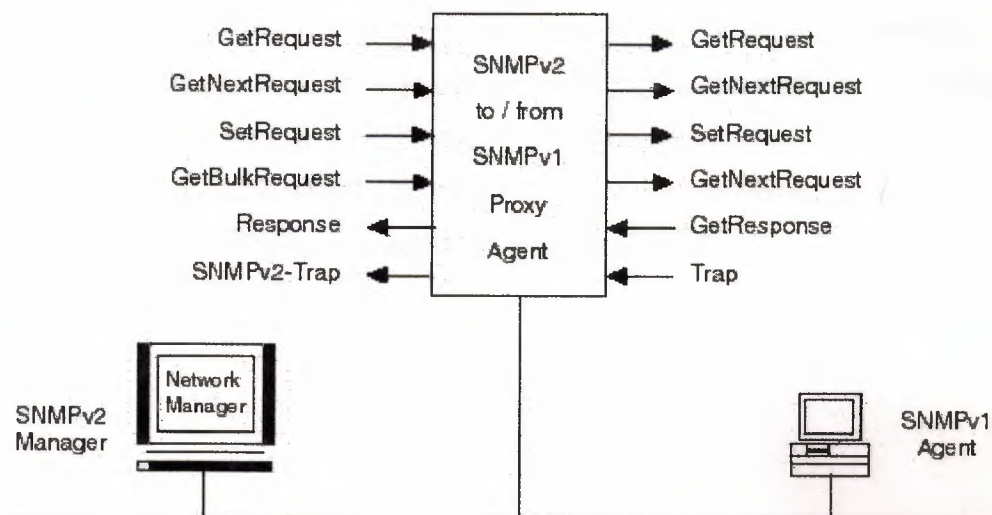 GetRequest
GetNextRequest
SetRequest
GetBulkRequest
Response
SNMPv2-Trap
SNMPv2
to / from
SNMPv1
Proxy
Agent
GetRequest
GetNextRequest
SetRequest
GetNextRequest
GetResponse
Trap
SNMPv2
Manager
Network
Manager
SNMPv1
Agent